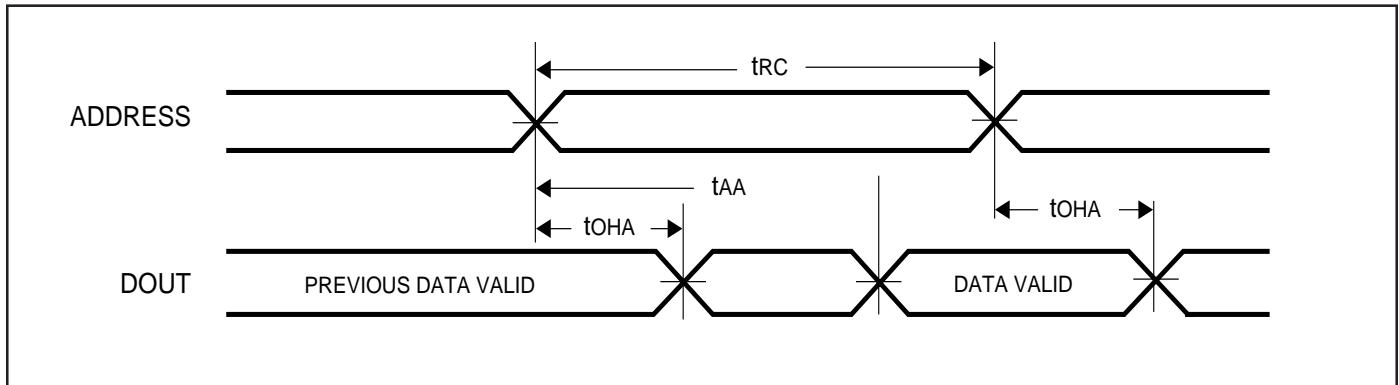 tRC
ADDRESS
tAA
tOHA
tOHA
DOUT
PREVIOUS DATA VALID
DATA VALID